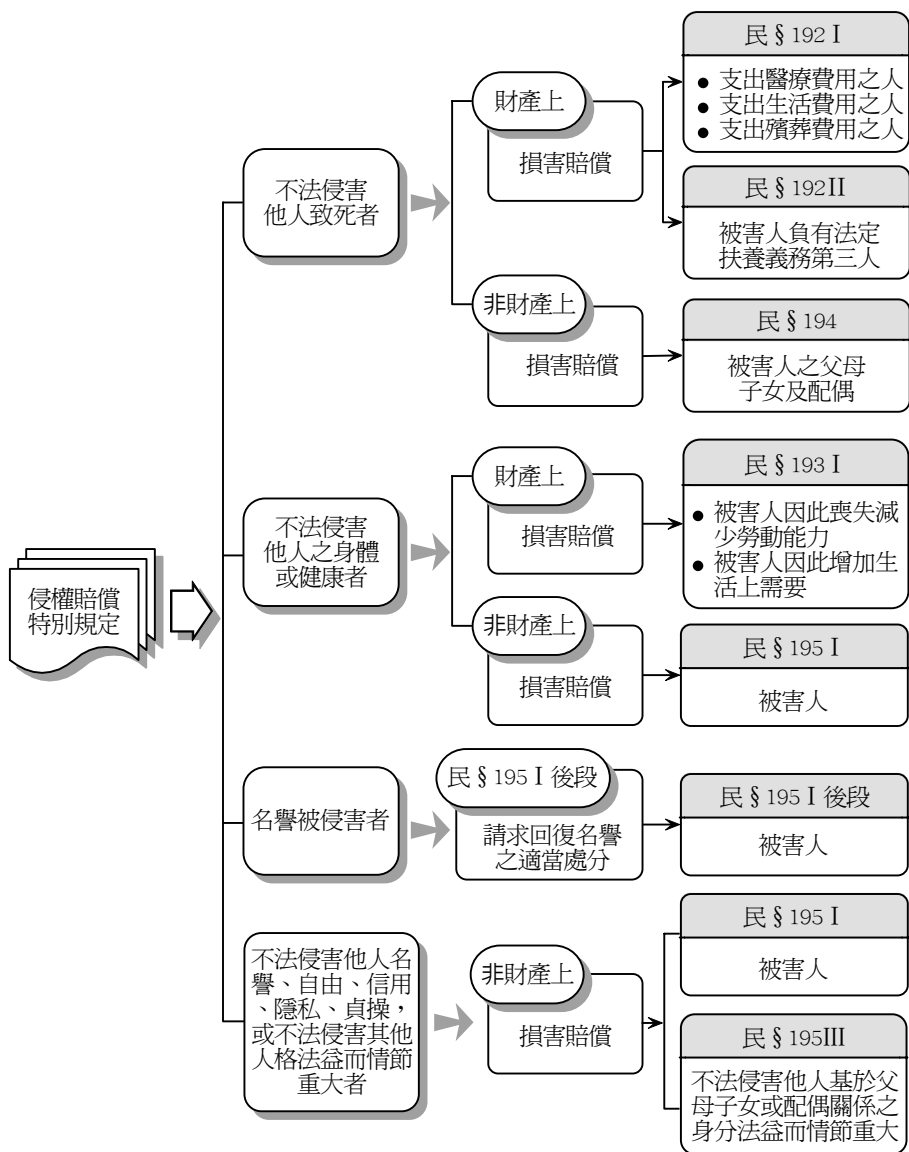 侵權賠償
特別規定
不法侵害
他人致死者
財產上
損害賠償
民§192Ⅰ
● 支出醫療費用之人
● 支出生活費用之人
● 支出殯葬費用之人
民§192II
被害人負有法定
扶養義務第三人
非財產上
損害賠償
民§194
被害人之父母
子女及配偶
不法侵害
他人之身體
或健康者
財產上
損害賠償
民§193Ⅰ
● 被害人因此喪失減
少勞動能力
● 被害人因此增加生
活上需要
非財產上
損害賠償
民§195Ⅰ
被害人
名譽被侵害者
民§195Ⅰ後段
請求回復名譽
之適當處分
民§195Ⅰ後段
被害人
不法侵害他人名
譽、自由、信用
、隱私、貞操，
或不法侵害其他
人格法益而情節
重大者
非財產上
損害賠償
民§195Ⅰ
被害人
民§195III
不法侵害他人基於父
母子女或配偶關係之
身分法益而情節重大